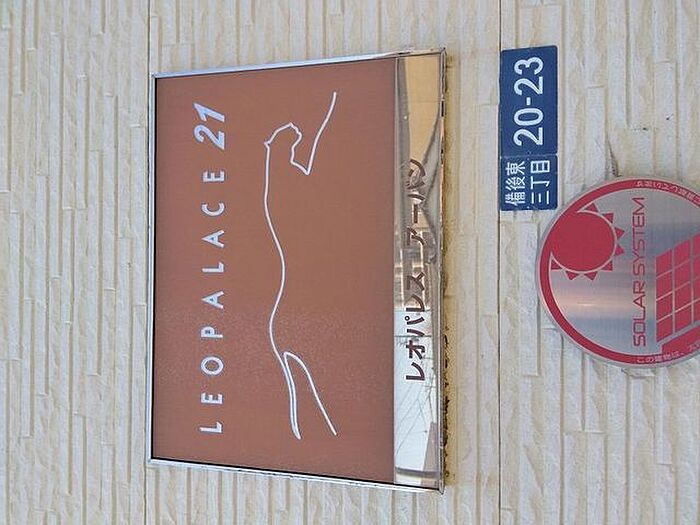 LEOPALACE 21
レオパレス アーバン
備後東
三丁目
20-23
SOLAR SYSTEM